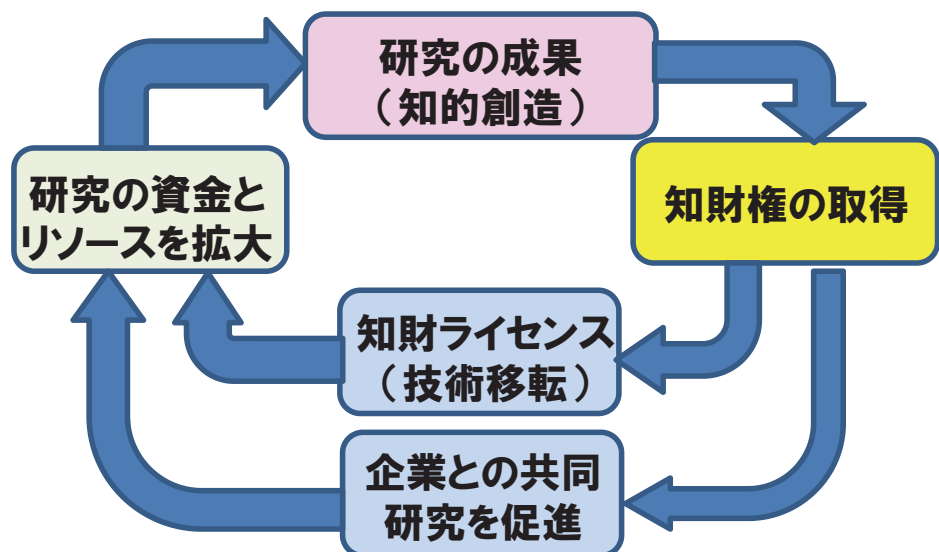 研究の成果
（知的創造）
知財権の取得
研究の資金と
リソースを拡大
知財ライセンス
（技術移転）
企業との共同
研究を促進